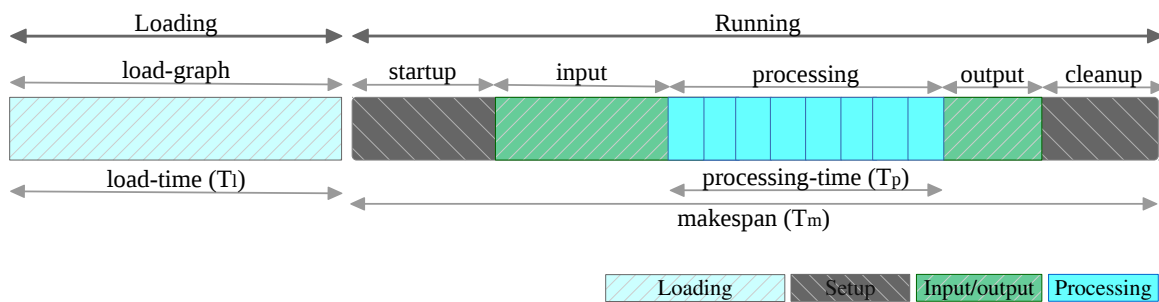 Loading Running
load-graph startup input processing output cleanup
load-time (Tl) processing-time (Tp)
makespan (Tm)
Loading Setup Input/output Processing